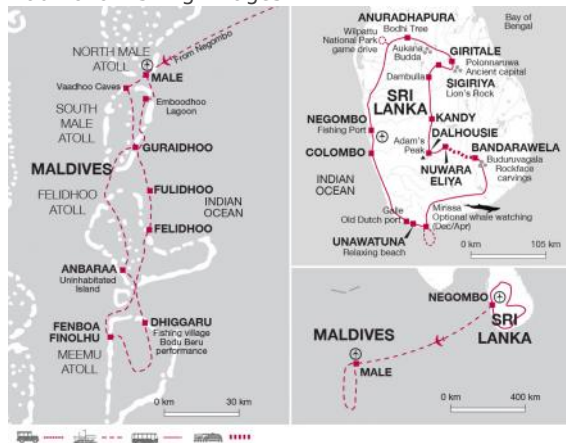 NORTH MALE
ATOLL
From Negombo
MALE
Vaadhoo Caves
Emboodhoo
Lagoon
SOUTH
MALE
ATOLL
GURAIDHOO
MALDIVES
FELIDHOO
ATOLL
FULIDHOO
INDIAN
OCEAN
FELIDHOO
ANBARAA
Uninhabited
Island
FENBOA
FINOLHU
MEEMU
ATOLL
DHIGGARU
Fishing village
Bodu Beru
performance
0 km
30 km
ANURADHAPURA
Bodhi Tree
Wilpattu
National Park
game drive
Aukana
Budda
Bay of
Bengal
GIRITALE
Polonnaruwa
Ancient capital
SIGIRIYA
Lion's Rock
Dambulla
SRI
LANKA
NEGOMBO
Fishing Port
KANDY
COLOMBO
Adam's
Peak
DALHOUSIE
BANDARAWELA
Buduruvagala
Rockface
carvings
NUWARA
ELIYA
INDIAN
OCEAN
Galle
Old Dutch port
Mirissa
Optional whale watching
(Dec/Apr)
UNAWATUNA
Relaxing beach
0 km
105 km
NEGOMBO
SRI
LANKA
MALDIVES
MALE
0 km
400 km